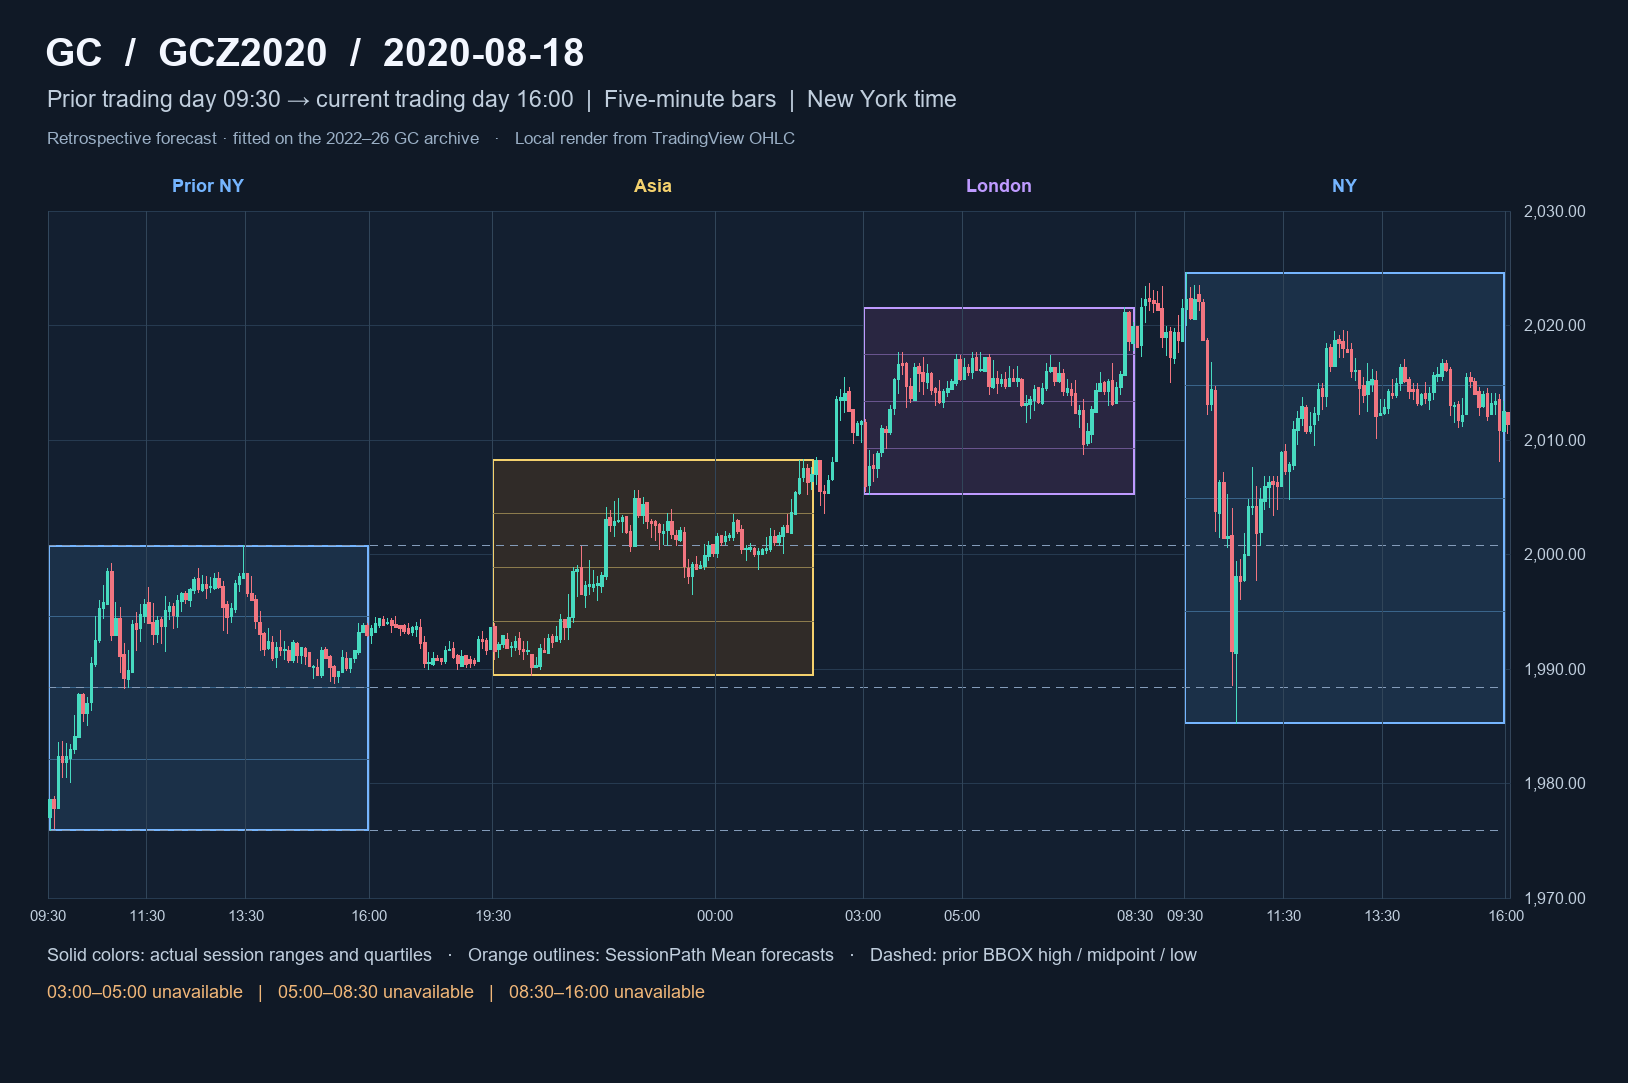 GC / GCZ2020 / 2020-08-18
Prior trading day 09:30 → current trading day 16:00 | Five-minute bars | New York time
Retrospective forecast · fitted on the 2022–26 GC archive · Local render from TradingView OHLC
Prior NY Asia London NY
2,030.00
2,020.00
2,010.00
2,000.00
1,990.00
1,980.00
1,970.00
09:30 11:30 13:30 16:00 19:30 00:00 03:00 05:00 08:30 09:30 11:30 13:30 16:00
Solid colors: actual session ranges and quartiles · Orange outlines: SessionPath Mean forecasts · Dashed: prior BBOX high / midpoint / low
03:00–05:00 unavailable | 05:00–08:30 unavailable | 08:30–16:00 unavailable